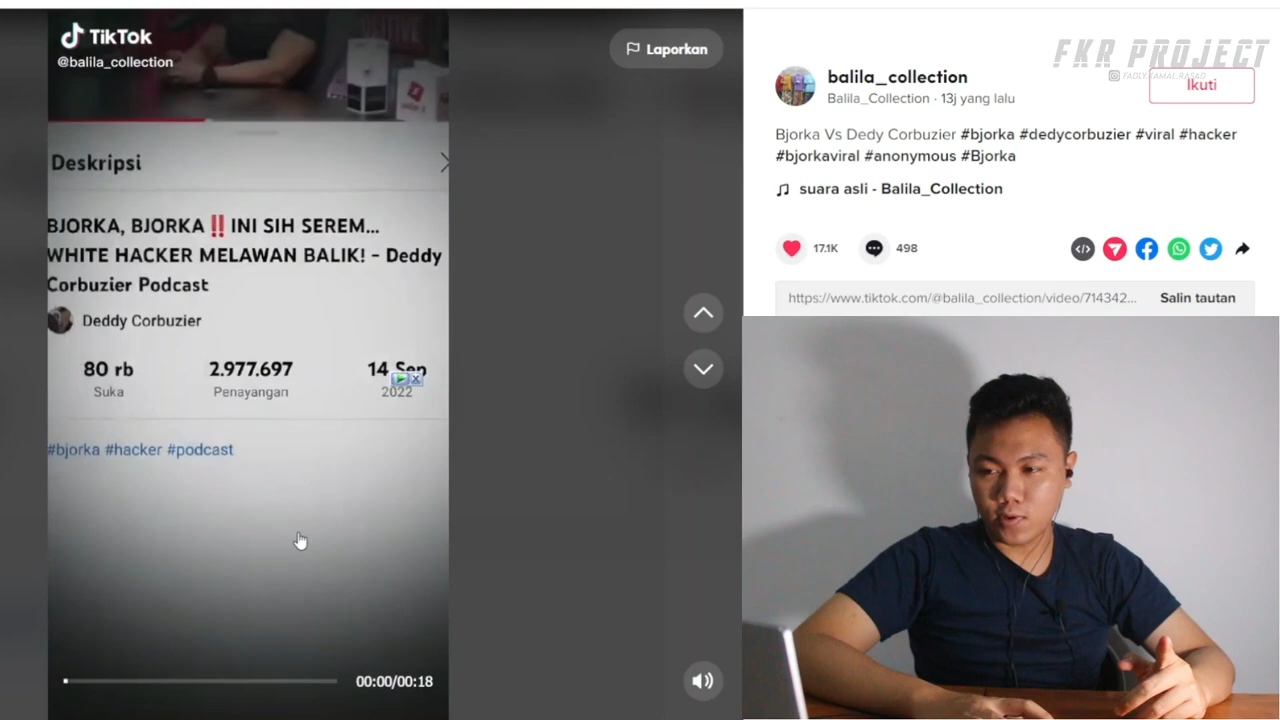 TikTok
@balila_collection
Laporkan
Deskripsi
BJORKA, BJORKA ‼️ INI SIH SEREM...
WHITE HACKER MELAWAN BALIK! - Deddy
Corbuzier Podcast
Deddy Corbuzier
80 rb
2.977.697
14 Sep
Suka
Penayangan
2022
#bjorka #hacker #podcast
00:00/00:18
FKR PROJECT
FADLY.KAMAL_RASAD
balila_collection
Balila_Collection · 13j yang lalu
Ikuti
Bjorka Vs Dedy Corbuzier #bjorka #dedycorbuzier #viral #hacker
#bjorkaviral #anonymous #Bjorka
suara asli - Balila_Collection
17.1K
498
https://www.tiktok.com/@balila_collection/video/714342...
Salin tautan